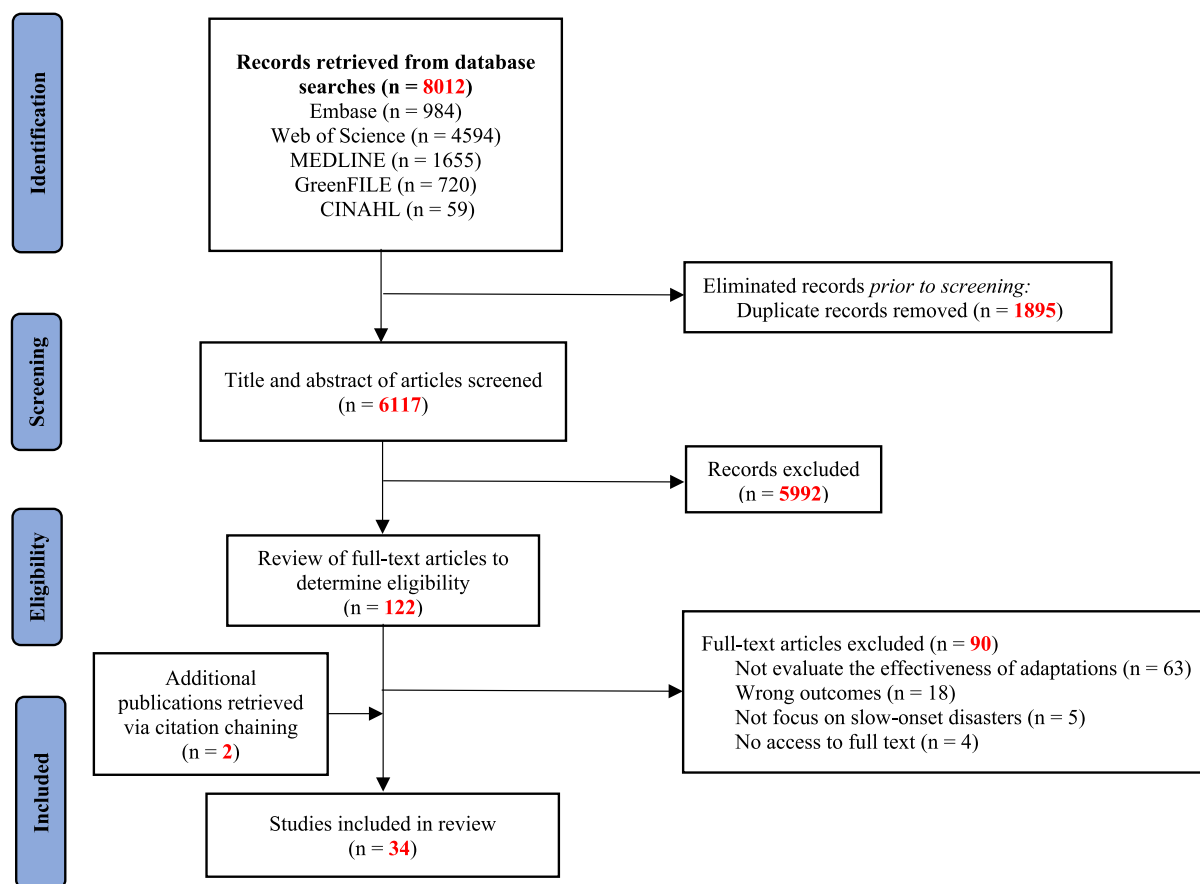 Identification
Records retrieved from database
searches (n = 8012)
Embase (n = 984)
Web of Science (n = 4594)
MEDLINE (n = 1655)
GreenFILE (n = 720)
CINAHL (n = 59)
Eliminated records prior to screening:
Duplicate records removed (n = 1895)
Screening
Title and abstract of articles screened
(n = 6117)
Records excluded
(n = 5992)
Eligibility
Review of full-text articles to
determine eligibility
(n = 122)
Full-text articles excluded (n = 90)
Not evaluate the effectiveness of adaptations (n = 63)
Wrong outcomes (n = 18)
Not focus on slow-onset disasters (n = 5)
No access to full text (n = 4)
Additional
publications retrieved
via citation chaining
(n = 2)
Included
Studies included in review
(n = 34)